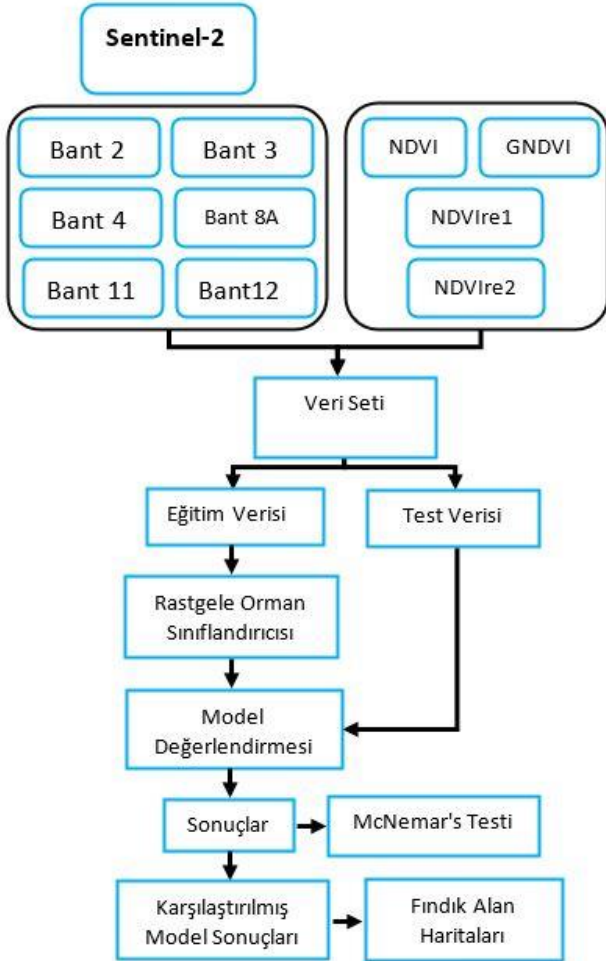 Sentinel-2
Bant 2
Bant 3
Bant 4
Bant 8A
Bant 11
Bant12
NDVI
GNDVI
NDVIre1
NDVIre2
Veri Seti
Eğitim Verisi
Test Verisi
Rastgele Orman
Sınıflandırıcısı
Model
Değerlendirmesi
Sonuçlar
McNemar's Testi
Karşılaştırılmış
Model Sonuçları
Fındık Alan
Haritaları